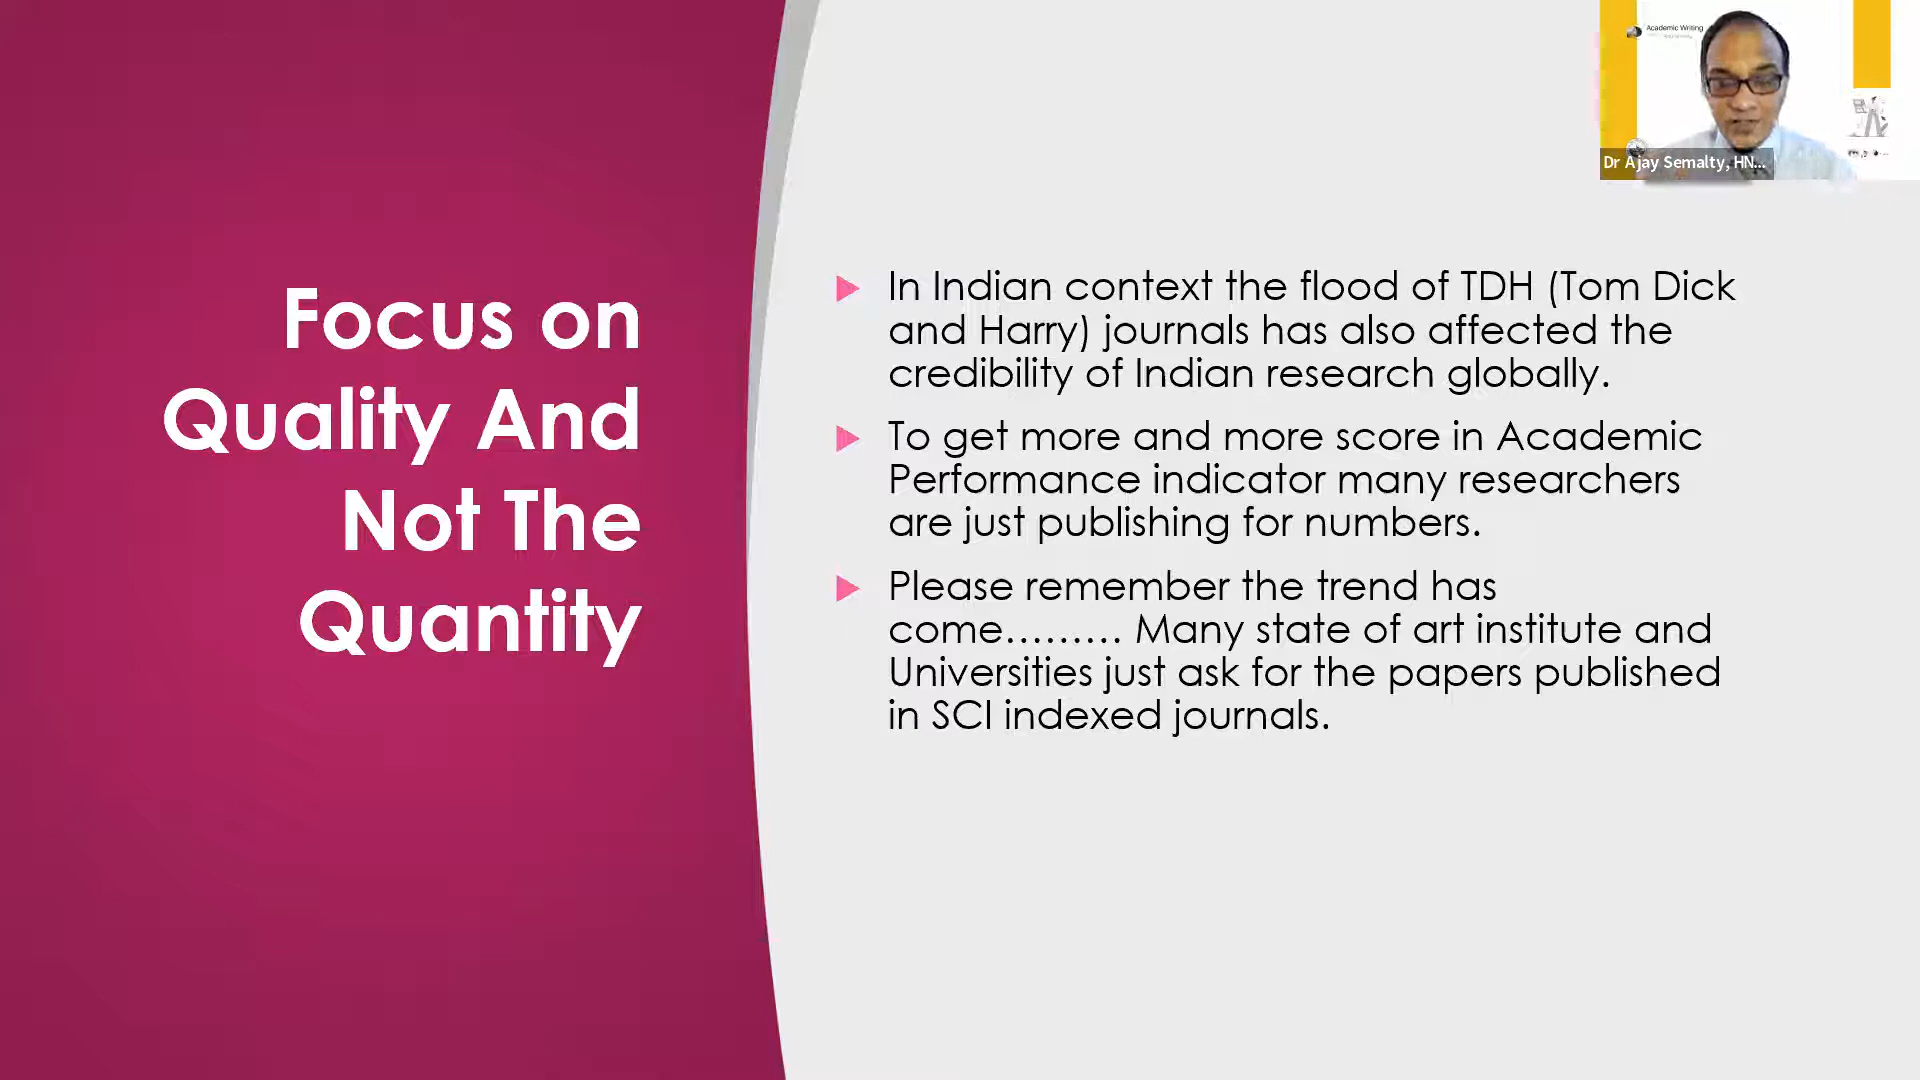 Focus on
Quality And
Not The
Quantity
In Indian context the flood of TDH (Tom Dick
and Harry) journals has also affected the
credibility of Indian research globally.
To get more and more score in Academic
Performance indicator many researchers
are just publishing for numbers.
Please remember the trend has
come......... Many state of art institute and
Universities just ask for the papers published
in SCI indexed journals.
Academic Writing
Dr Ajay Semalty, HN...